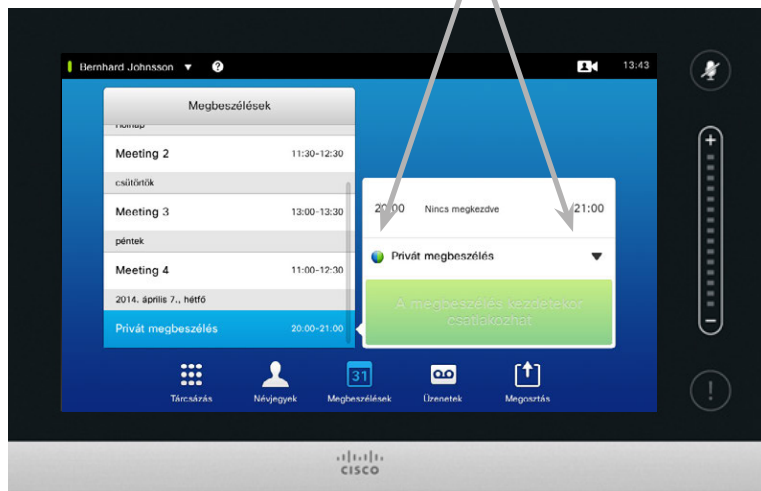 Bernhard Johnsson ▼ ?
13:43
Megbeszélések
holnap
Meeting 2 11:30-12:30
csütörtök
Meeting 3 13:00-13:30
péntek
Meeting 4 11:00-12:30
2014. április 7., hétfő
Privát megbeszélés 20:00-21:00
20:00 Nincs megkezdve 21:00
Privát megbeszélés
A megbeszélés kezdetekor
csatlakozhat
31
Tárcsázás Névjegyek Megbeszélések Üzenetek Megosztás
+
−
!
CISCO